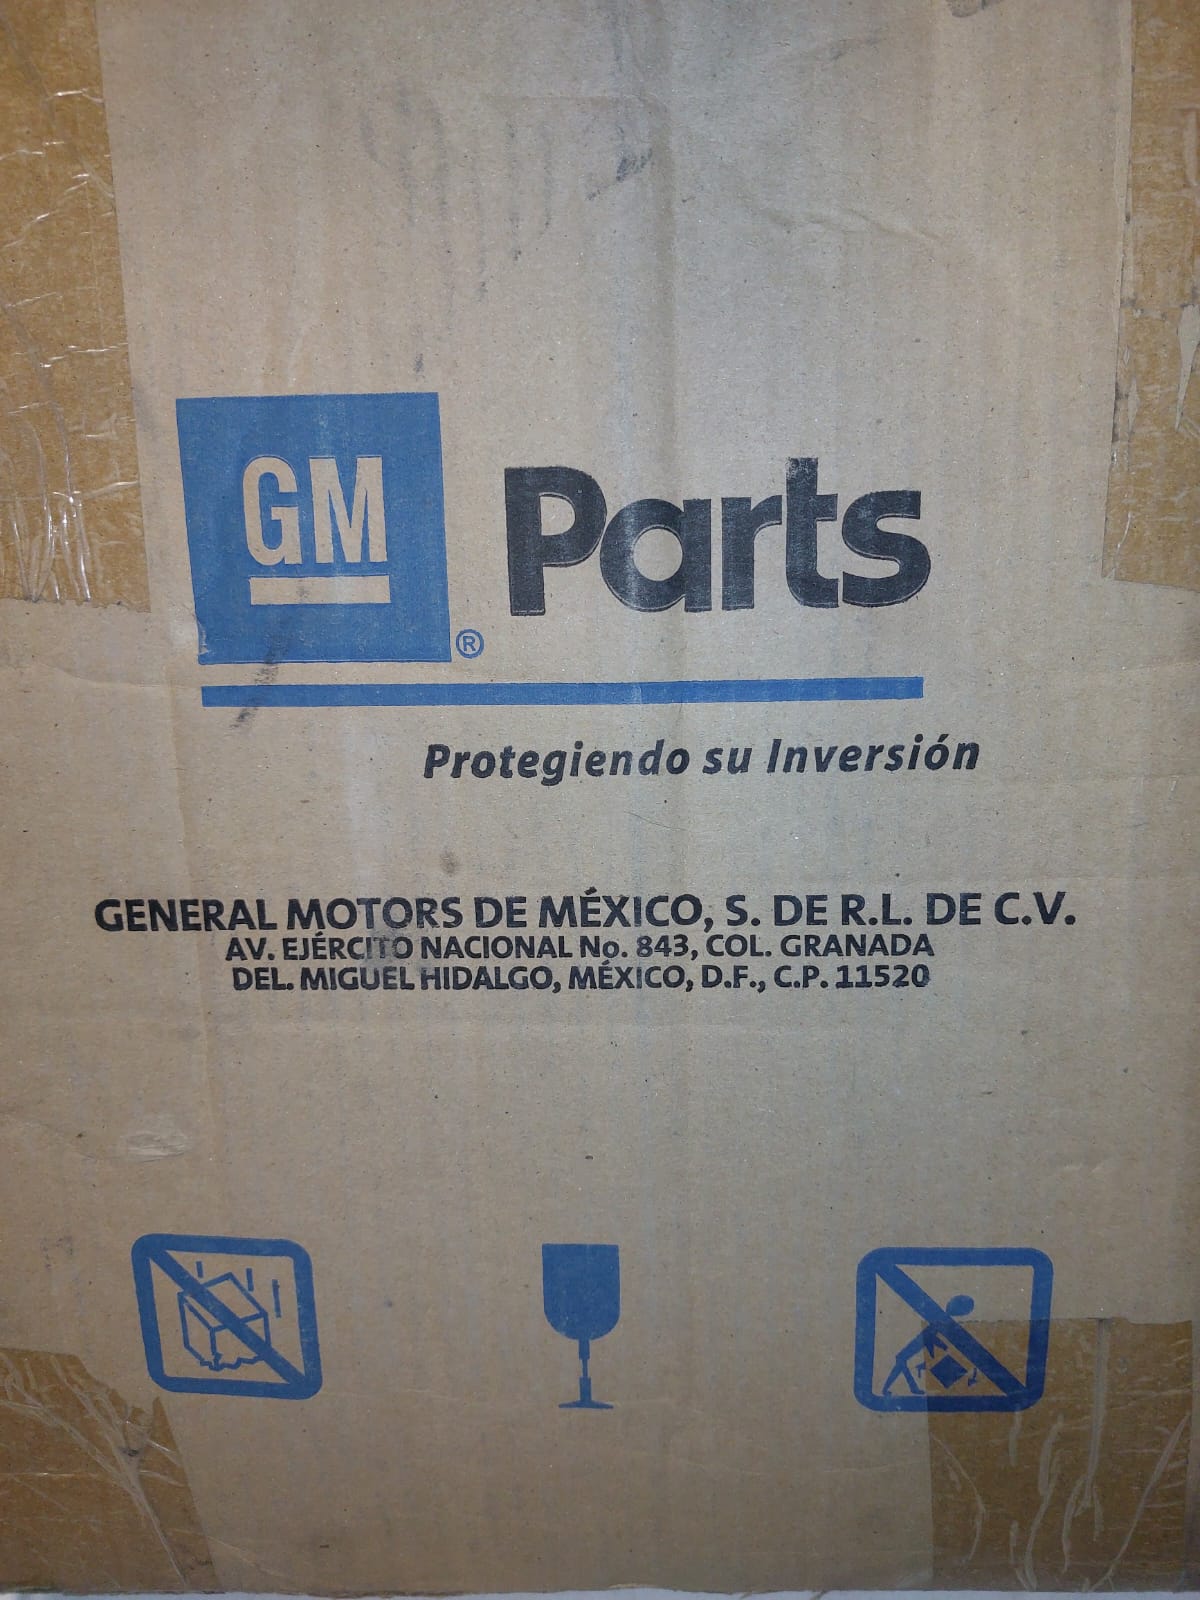 GM
Parts
®
Protegiendo su Inversión
GENERAL MOTORS DE MÉXICO, S. DE R.L. DE C.V.
AV. EJÉRCITO NACIONAL No. 843, COL. GRANADA
DEL. MIGUEL HIDALGO, MÉXICO, D.F., C.P. 11520